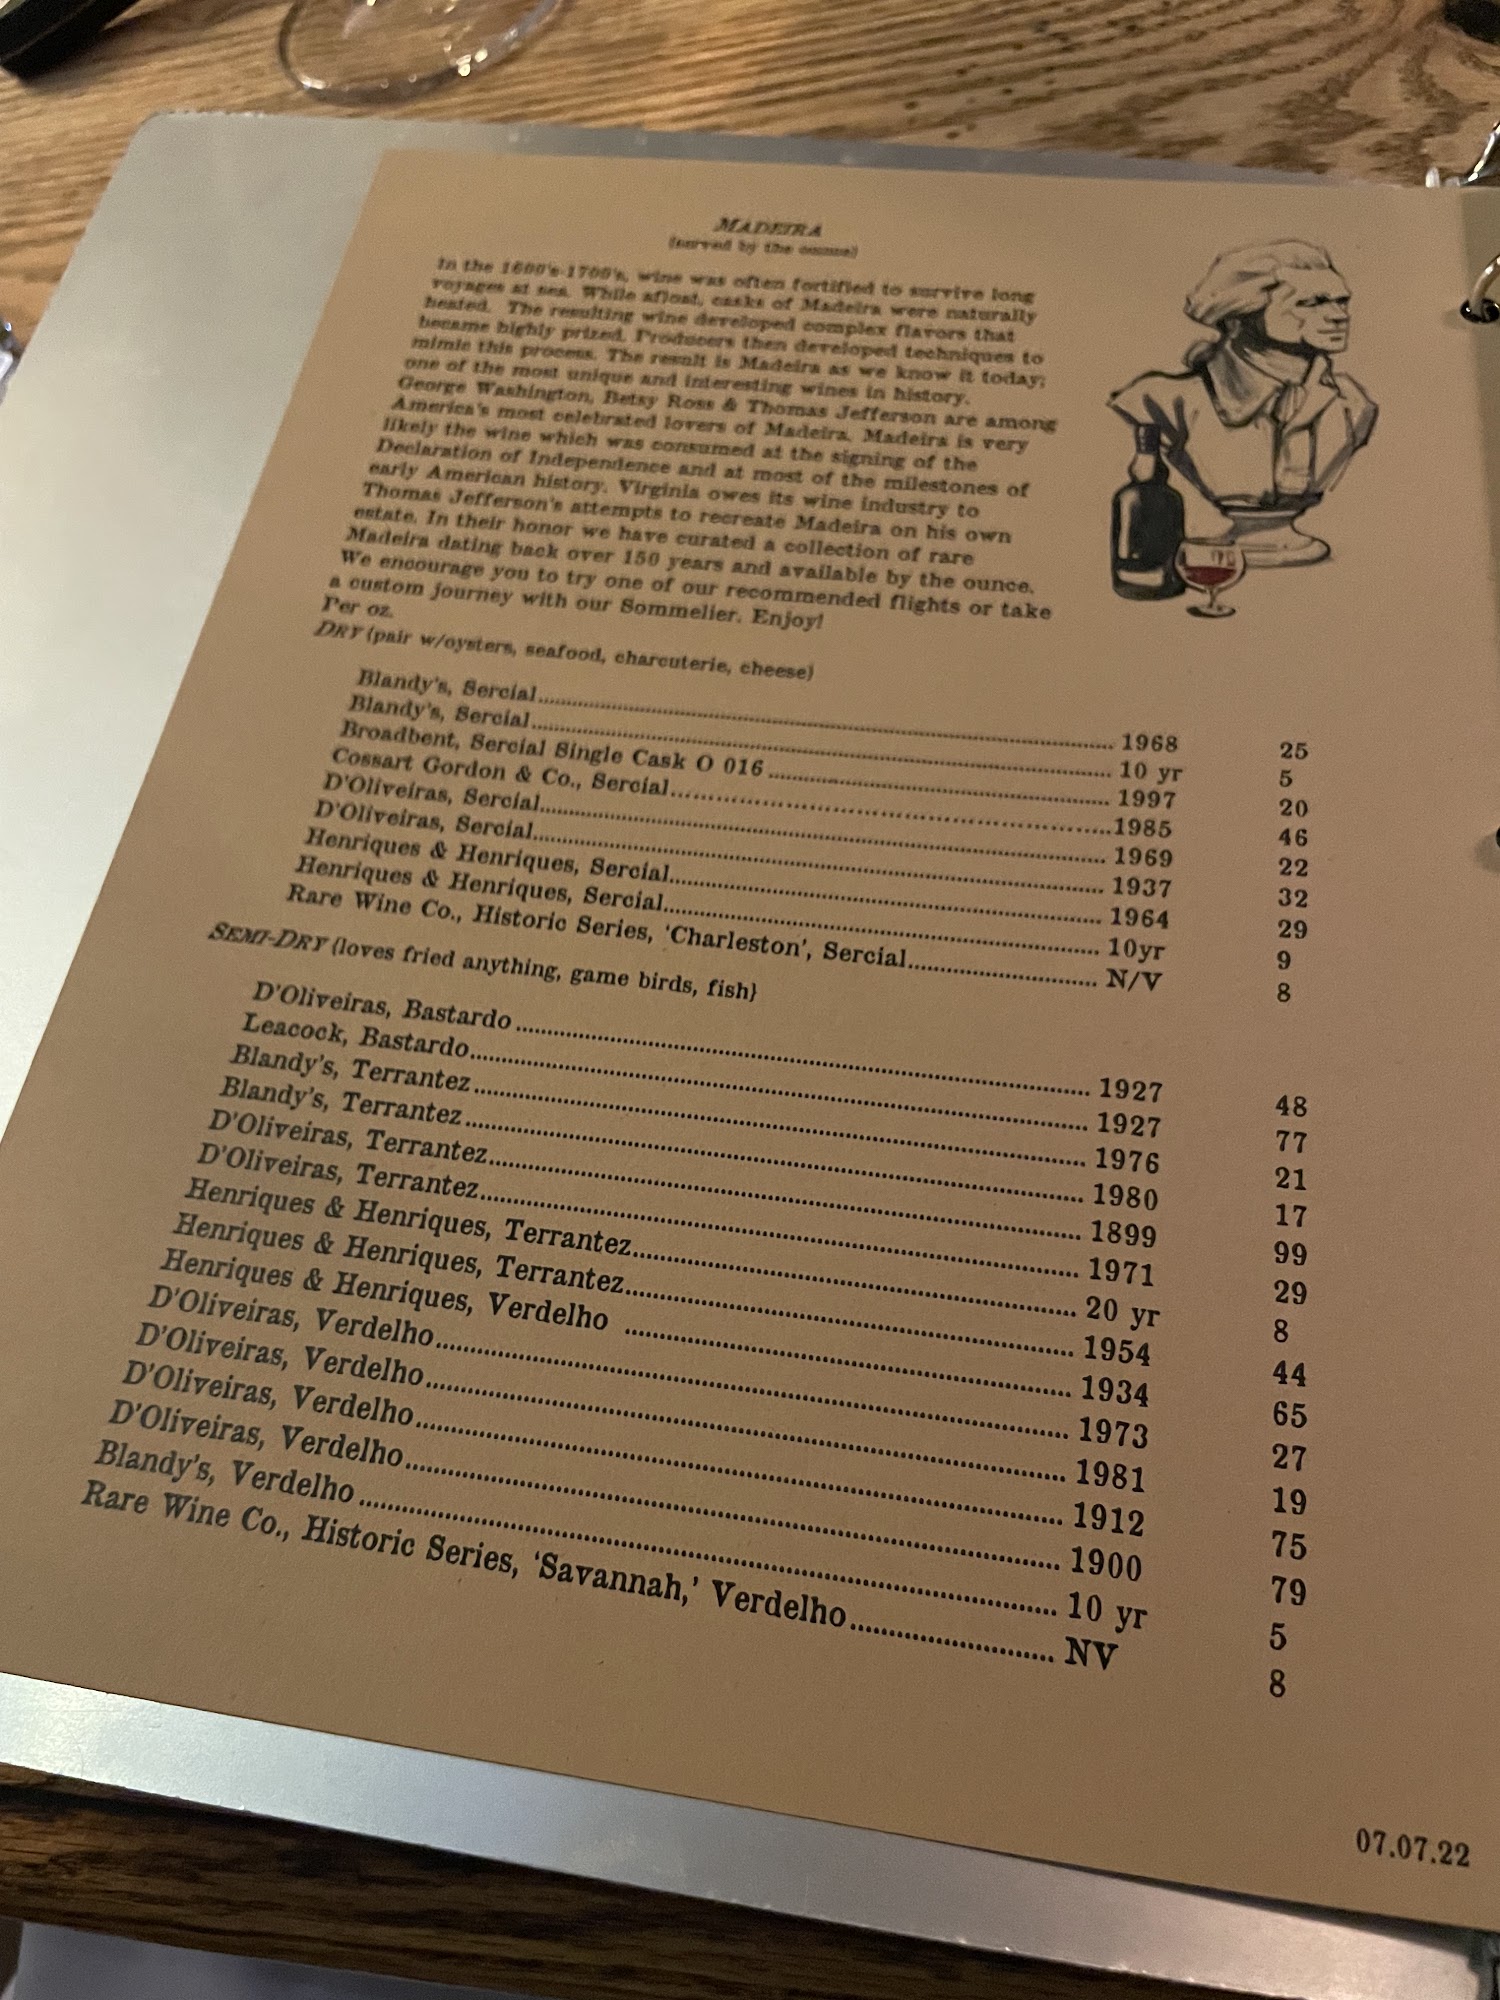 MADEIRA
(served by the ounce)
In the 1600's-1700's, wine was often fortified to survive long
voyages at sea. While afloat, casks of Madeira were naturally
heated. The resulting wine developed complex flavors that
became highly prized. Producers then developed techniques to
mimic this process. The result is Madeira as we know it today;
one of the most unique and interesting wines in history.
George Washington, Betsy Ross & Thomas Jefferson are among
America's most celebrated lovers of Madeira. Madeira is very
likely the wine which was consumed at the signing of the
Declaration of Independence and at most of the milestones of
early American history. Virginia owes its wine industry to
Thomas Jefferson's attempts to recreate Madeira on his own
estate. In their honor we have curated a collection of rare
Madeira dating back over 150 years and available by the ounce.
We encourage you to try one of our recommended flights or take
a custom journey with our Sommelier. Enjoy!
Per oz.
DRY (pair w/oysters, seafood, charcuterie, cheese)
Blandy's, Sercial ... 1968 25
Blandy's, Sercial ... 10 yr 5
Broadbent, Sercial Single Cask O 016 ... 1997 20
Cossart Gordon & Co., Sercial ... 1985 46
D'Oliveiras, Sercial ... 1969 22
D'Oliveiras, Sercial ... 1937 32
Henriques & Henriques, Sercial ... 1964 29
Henriques & Henriques, Sercial ... 10yr 9
Rare Wine Co., Historic Series, 'Charleston', Sercial ... N/V 8
SEMI-DRY (loves fried anything, game birds, fish)
D'Oliveiras, Bastardo ... 1927 48
Leacock, Bastardo ... 1927 77
Blandy's, Terrantez ... 1976 21
Blandy's, Terrantez ... 1980 17
D'Oliveiras, Terrantez ... 1899 99
D'Oliveiras, Terrantez ... 1971 29
Henriques & Henriques, Terrantez ... 20 yr 8
Henriques & Henriques, Terrantez ... 1954 44
Henriques & Henriques, Verdelho ... 1934 65
D'Oliveiras, Verdelho ... 1973 27
D'Oliveiras, Verdelho ... 1981 19
D'Oliveiras, Verdelho ... 1912 75
D'Oliveiras, Verdelho ... 1900 79
Blandy's, Verdelho ... 10 yr 5
Rare Wine Co., Historic Series, 'Savannah,' Verdelho ... NV 8
07.07.22